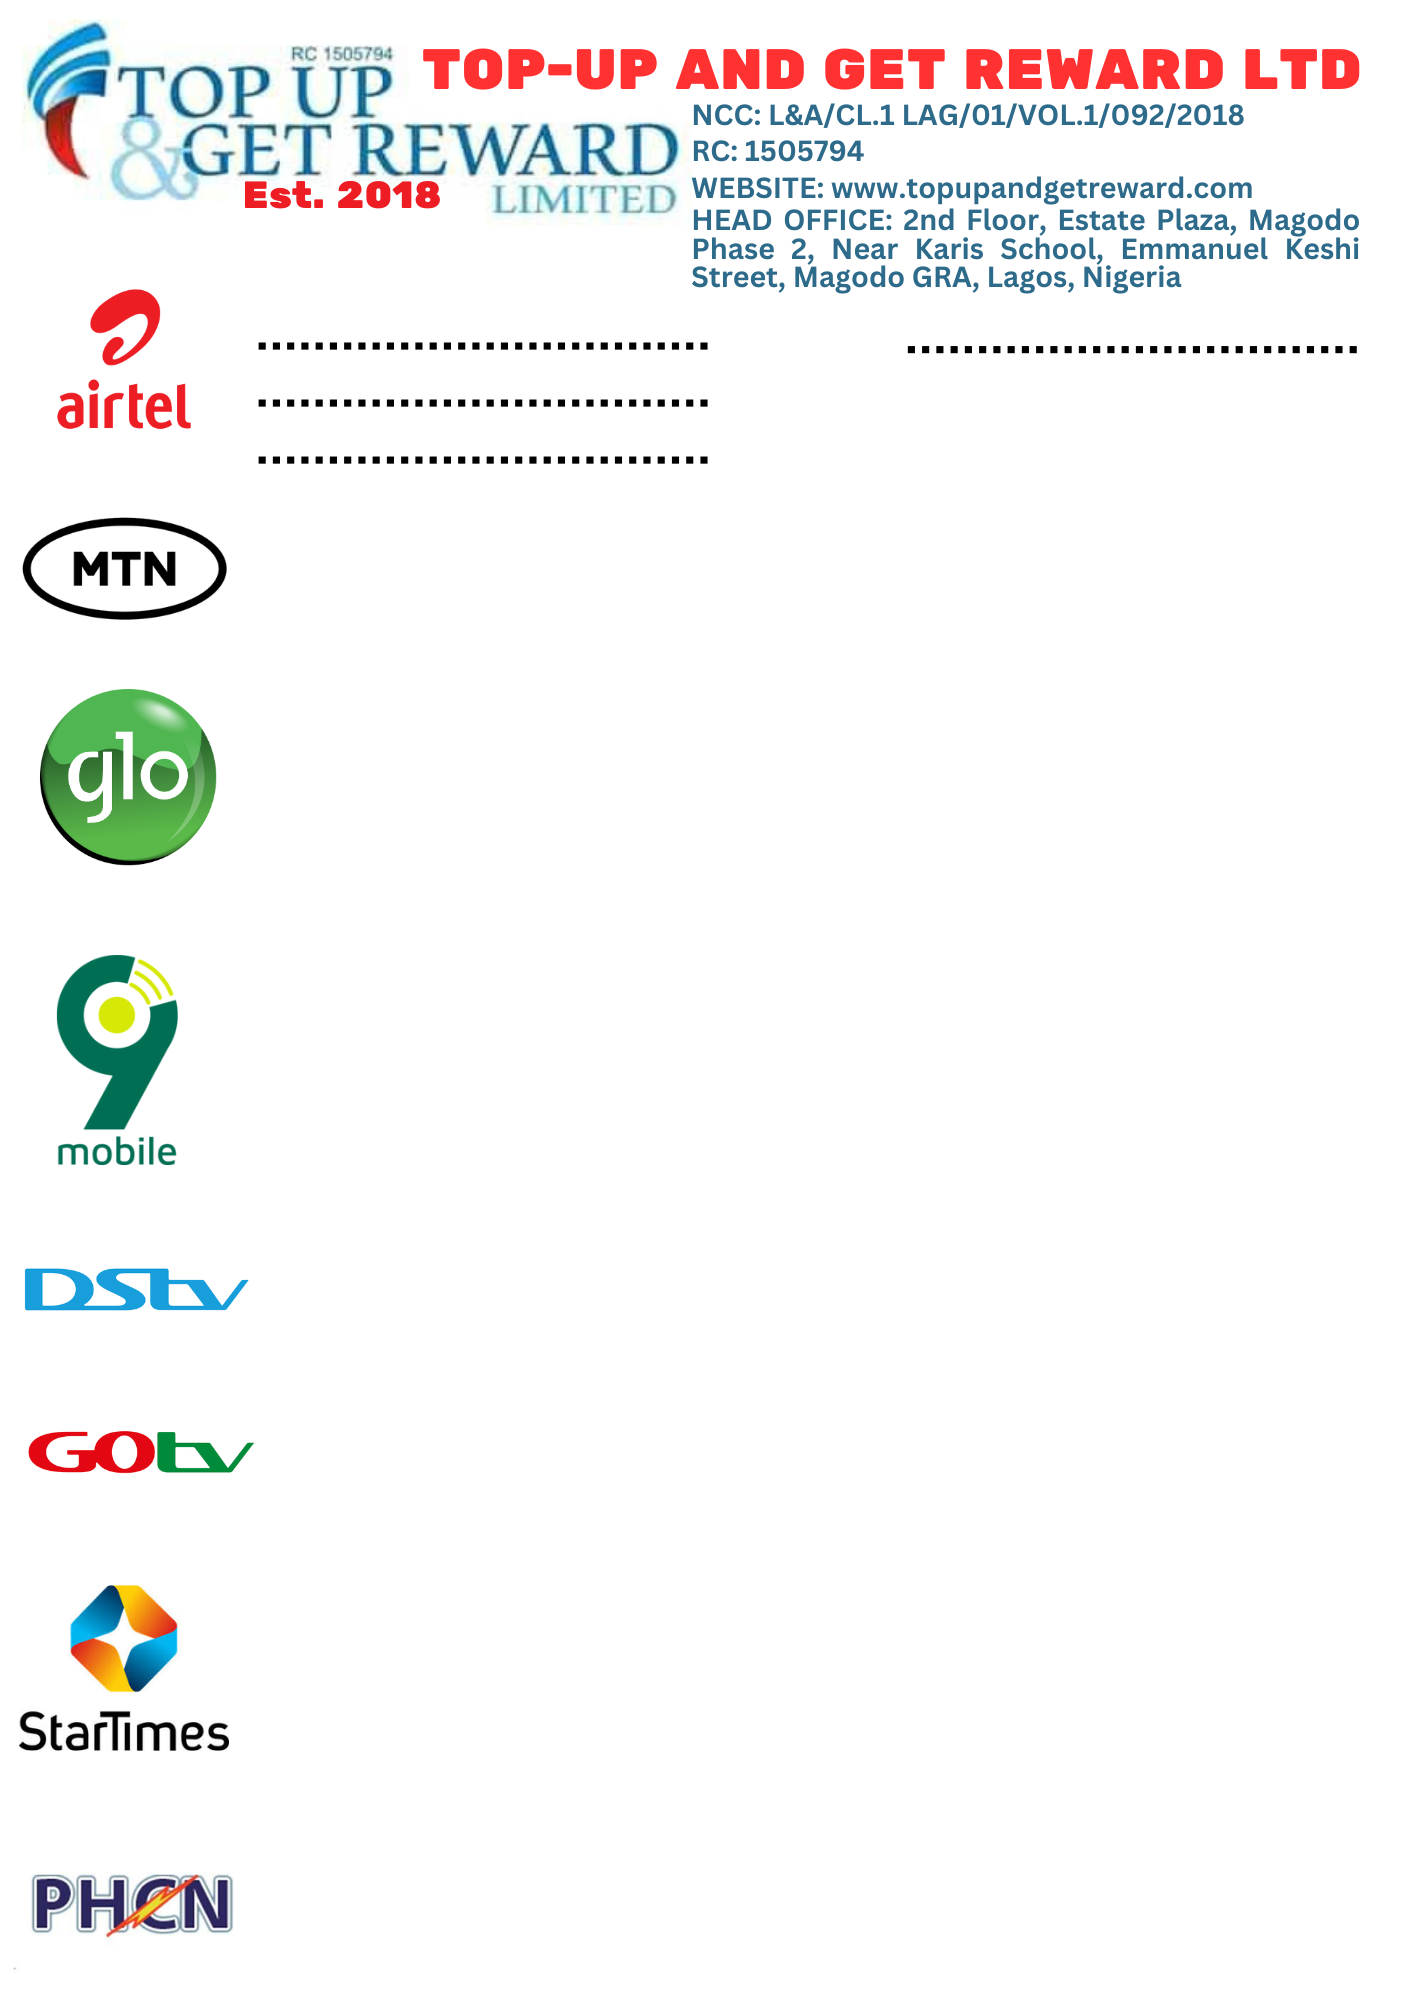 RC 1505794
TOP UP
& GET REWARD
LIMITED
Est. 2018
TOP-UP AND GET REWARD LTD
NCC: L&A/CL.1 LAG/01/VOL.1/092/2018
RC: 1505794
WEBSITE: www.topupandgetreward.com
HEAD OFFICE: 2nd Floor, Estate Plaza, Magodo
Phase 2, Near Karis School, Emmanuel Keshi
Street, Magodo GRA, Lagos, Nigeria
airtel
MTN
glo
9
mobile
DStv
GOtv
StarTimes
PHCN